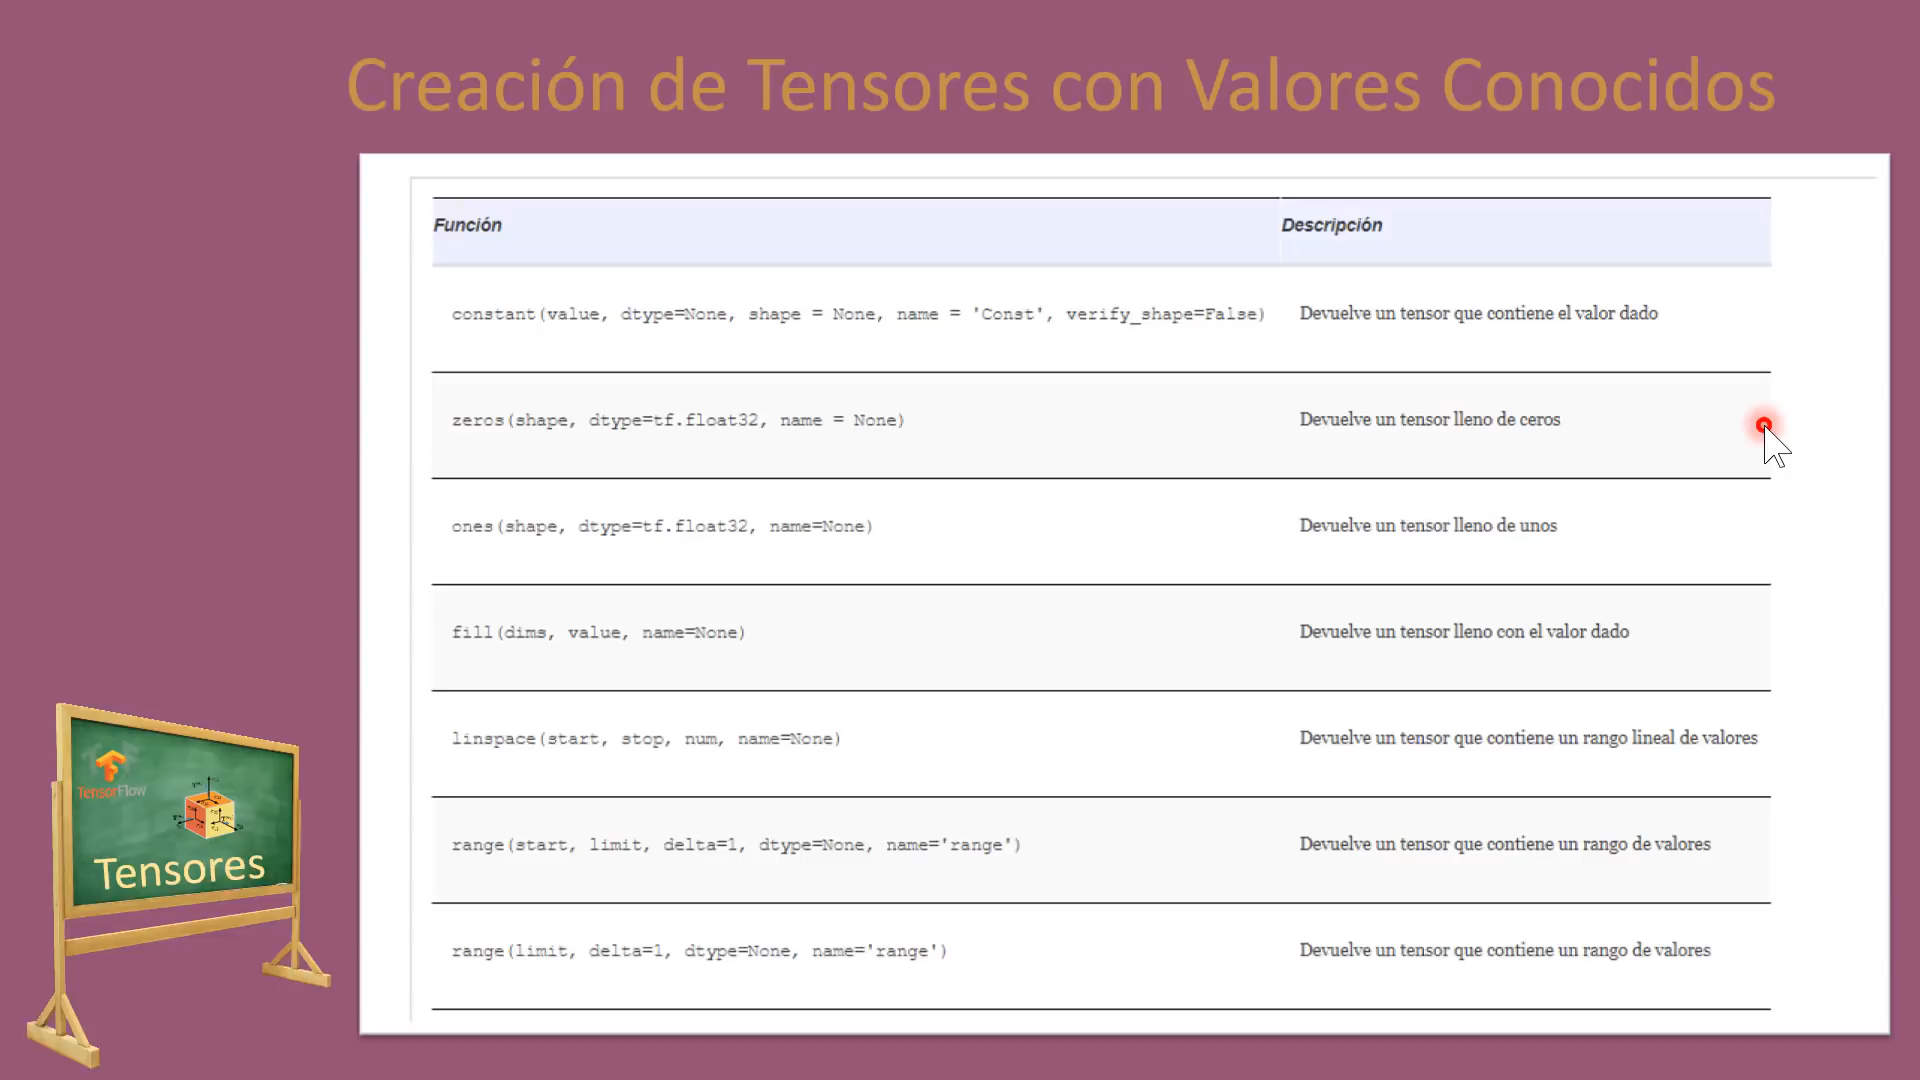 Creación de Tensores con Valores Conocidos
Función Descripción
constant(value, dtype=None, shape = None, name = 'Const', verify_shape=False) Devuelve un tensor que contiene el valor dado
zeros(shape, dtype=tf.float32, name = None) Devuelve un tensor lleno de ceros
ones(shape, dtype=tf.float32, name=None) Devuelve un tensor lleno de unos
fill(dims, value, name=None) Devuelve un tensor lleno con el valor dado
linspace(start, stop, num, name=None) Devuelve un tensor que contiene un rango lineal de valores
range(start, limit, delta=1, dtype=None, name='range') Devuelve un tensor que contiene un rango de valores
range(limit, delta=1, dtype=None, name='range') Devuelve un tensor que contiene un rango de valores
TensorFlow
Tensores